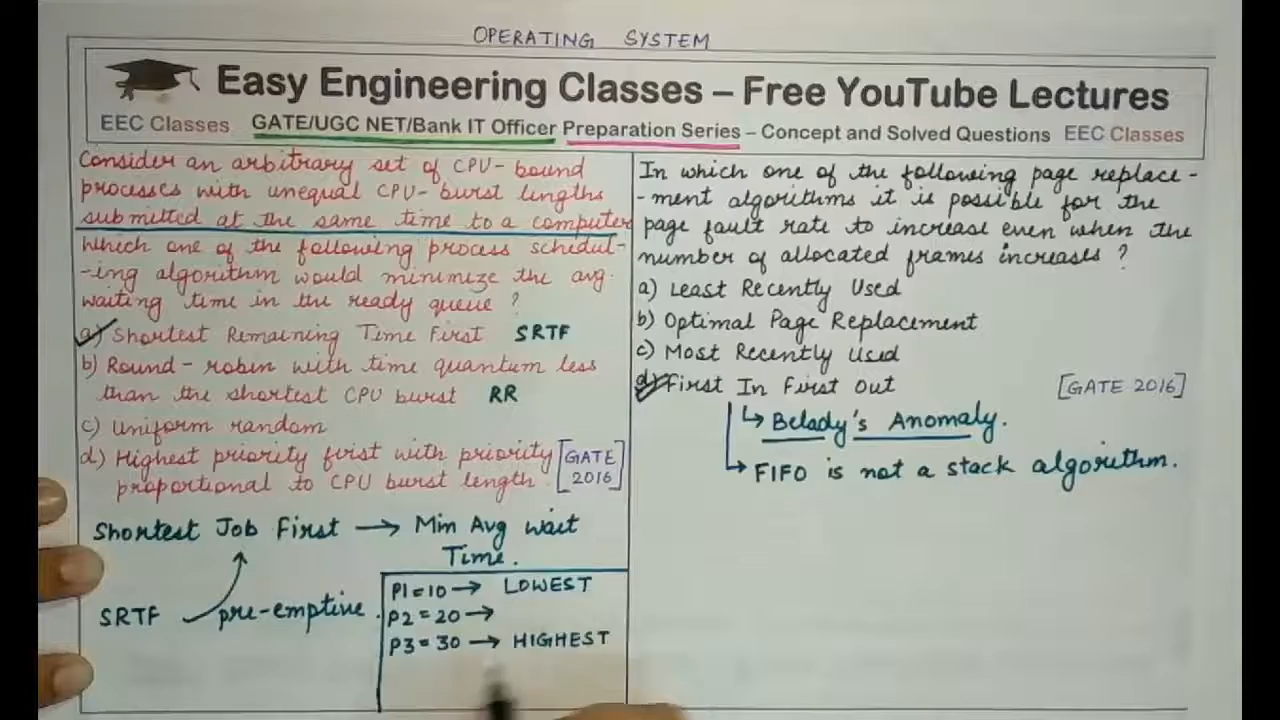 OPERATING SYSTEM
Easy Engineering Classes – Free YouTube Lectures
EEC Classes GATE/UGC NET/Bank IT Officer Preparation Series – Concept and Solved Questions EEC Classes
Consider an arbitrary set of CPU-bound
processes with unequal CPU-burst lengths
submitted at the same time to a computer
Which one of the following process schedul-
-ing algorithm would minimize the avg.
waiting time in the ready queue ?
a) Shortest Remaining Time First SRTF
b) Round-robin with time quantum less
than the shortest CPU burst RR
c) Uniform random
d) Highest priority first with priority [GATE
proportional to CPU burst length. 2016]
Shortest Job First → Min Avg wait
Time.
SRTF pre-emptive.
P1=10 → LOWEST
P2=20 →
P3=30 → HIGHEST
In which one of the following page replace-
-ment algorithms it is possible for the
page fault rate to increase even when the
number of allocated frames increases ?
a) Least Recently Used
b) Optimal Page Replacement
c) Most Recently Used
d) First In First Out [GATE 2016]
↳ Belady's Anomaly.
↳ FIFO is not a stack algorithm.